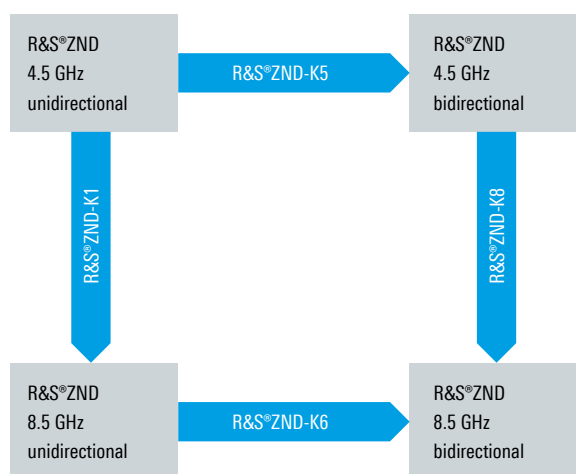 R&S®ZND
4.5 GHz
unidirectional
R&S®ZND-K5
R&S®ZND
4.5 GHz
bidirectional
R&S®ZND-K1
R&S®ZND-K8
R&S®ZND
8.5 GHz
unidirectional
R&S®ZND-K6
R&S®ZND
8.5 GHz
bidirectional